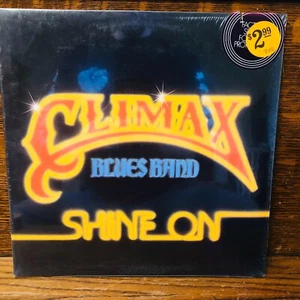 CLIMAX
BLUES BAND
SHINE ON
$2.99